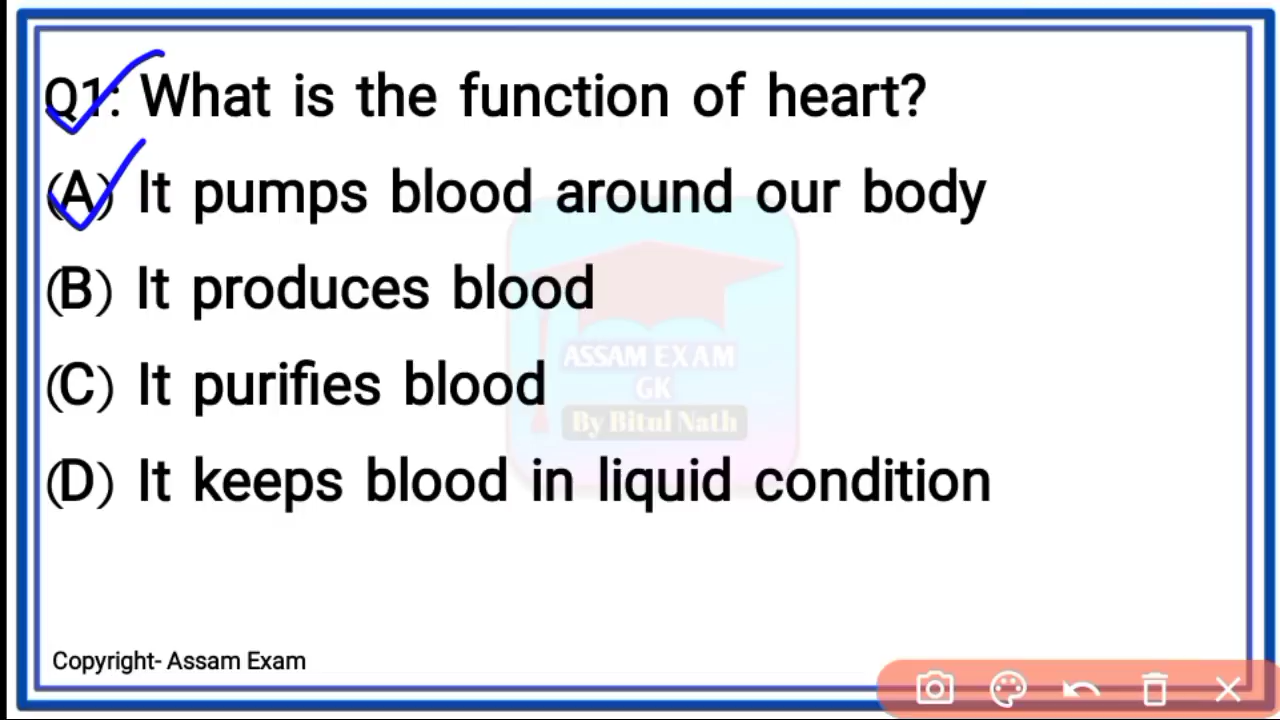 Q1: What is the function of heart?
(A) It pumps blood around our body
(B) It produces blood
(C) It purifies blood
(D) It keeps blood in liquid condition
ASSAM EXAM
GK
By Bitul Nath
Copyright- Assam Exam